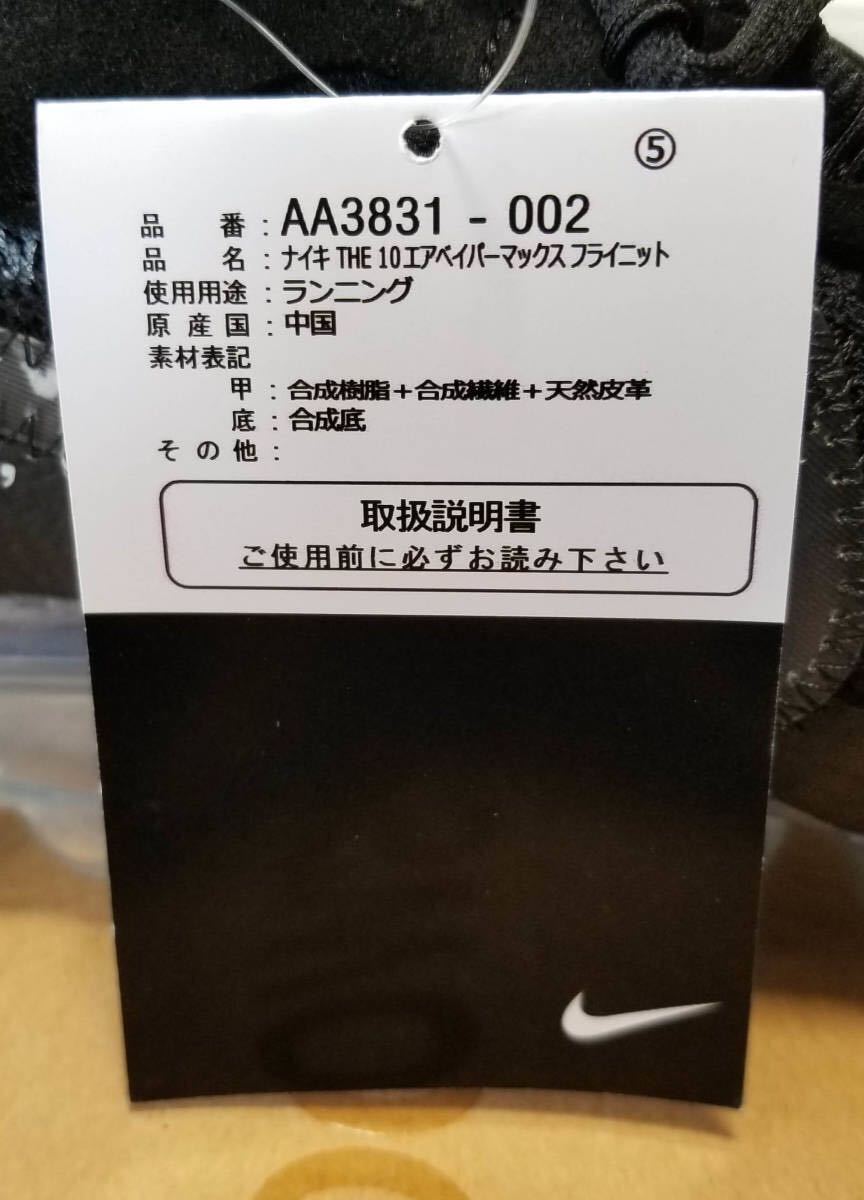 ⑤
品　番：AA3831 - 002
品　名：ナイキ THE 10 エアベイパーマックス フライニット
使用用途：ランニング
原産国：中国
素材表記
甲：合成樹脂＋合成繊維＋天然皮革
底：合成底
その他：
取扱説明書
ご使用前に必ずお読み下さい